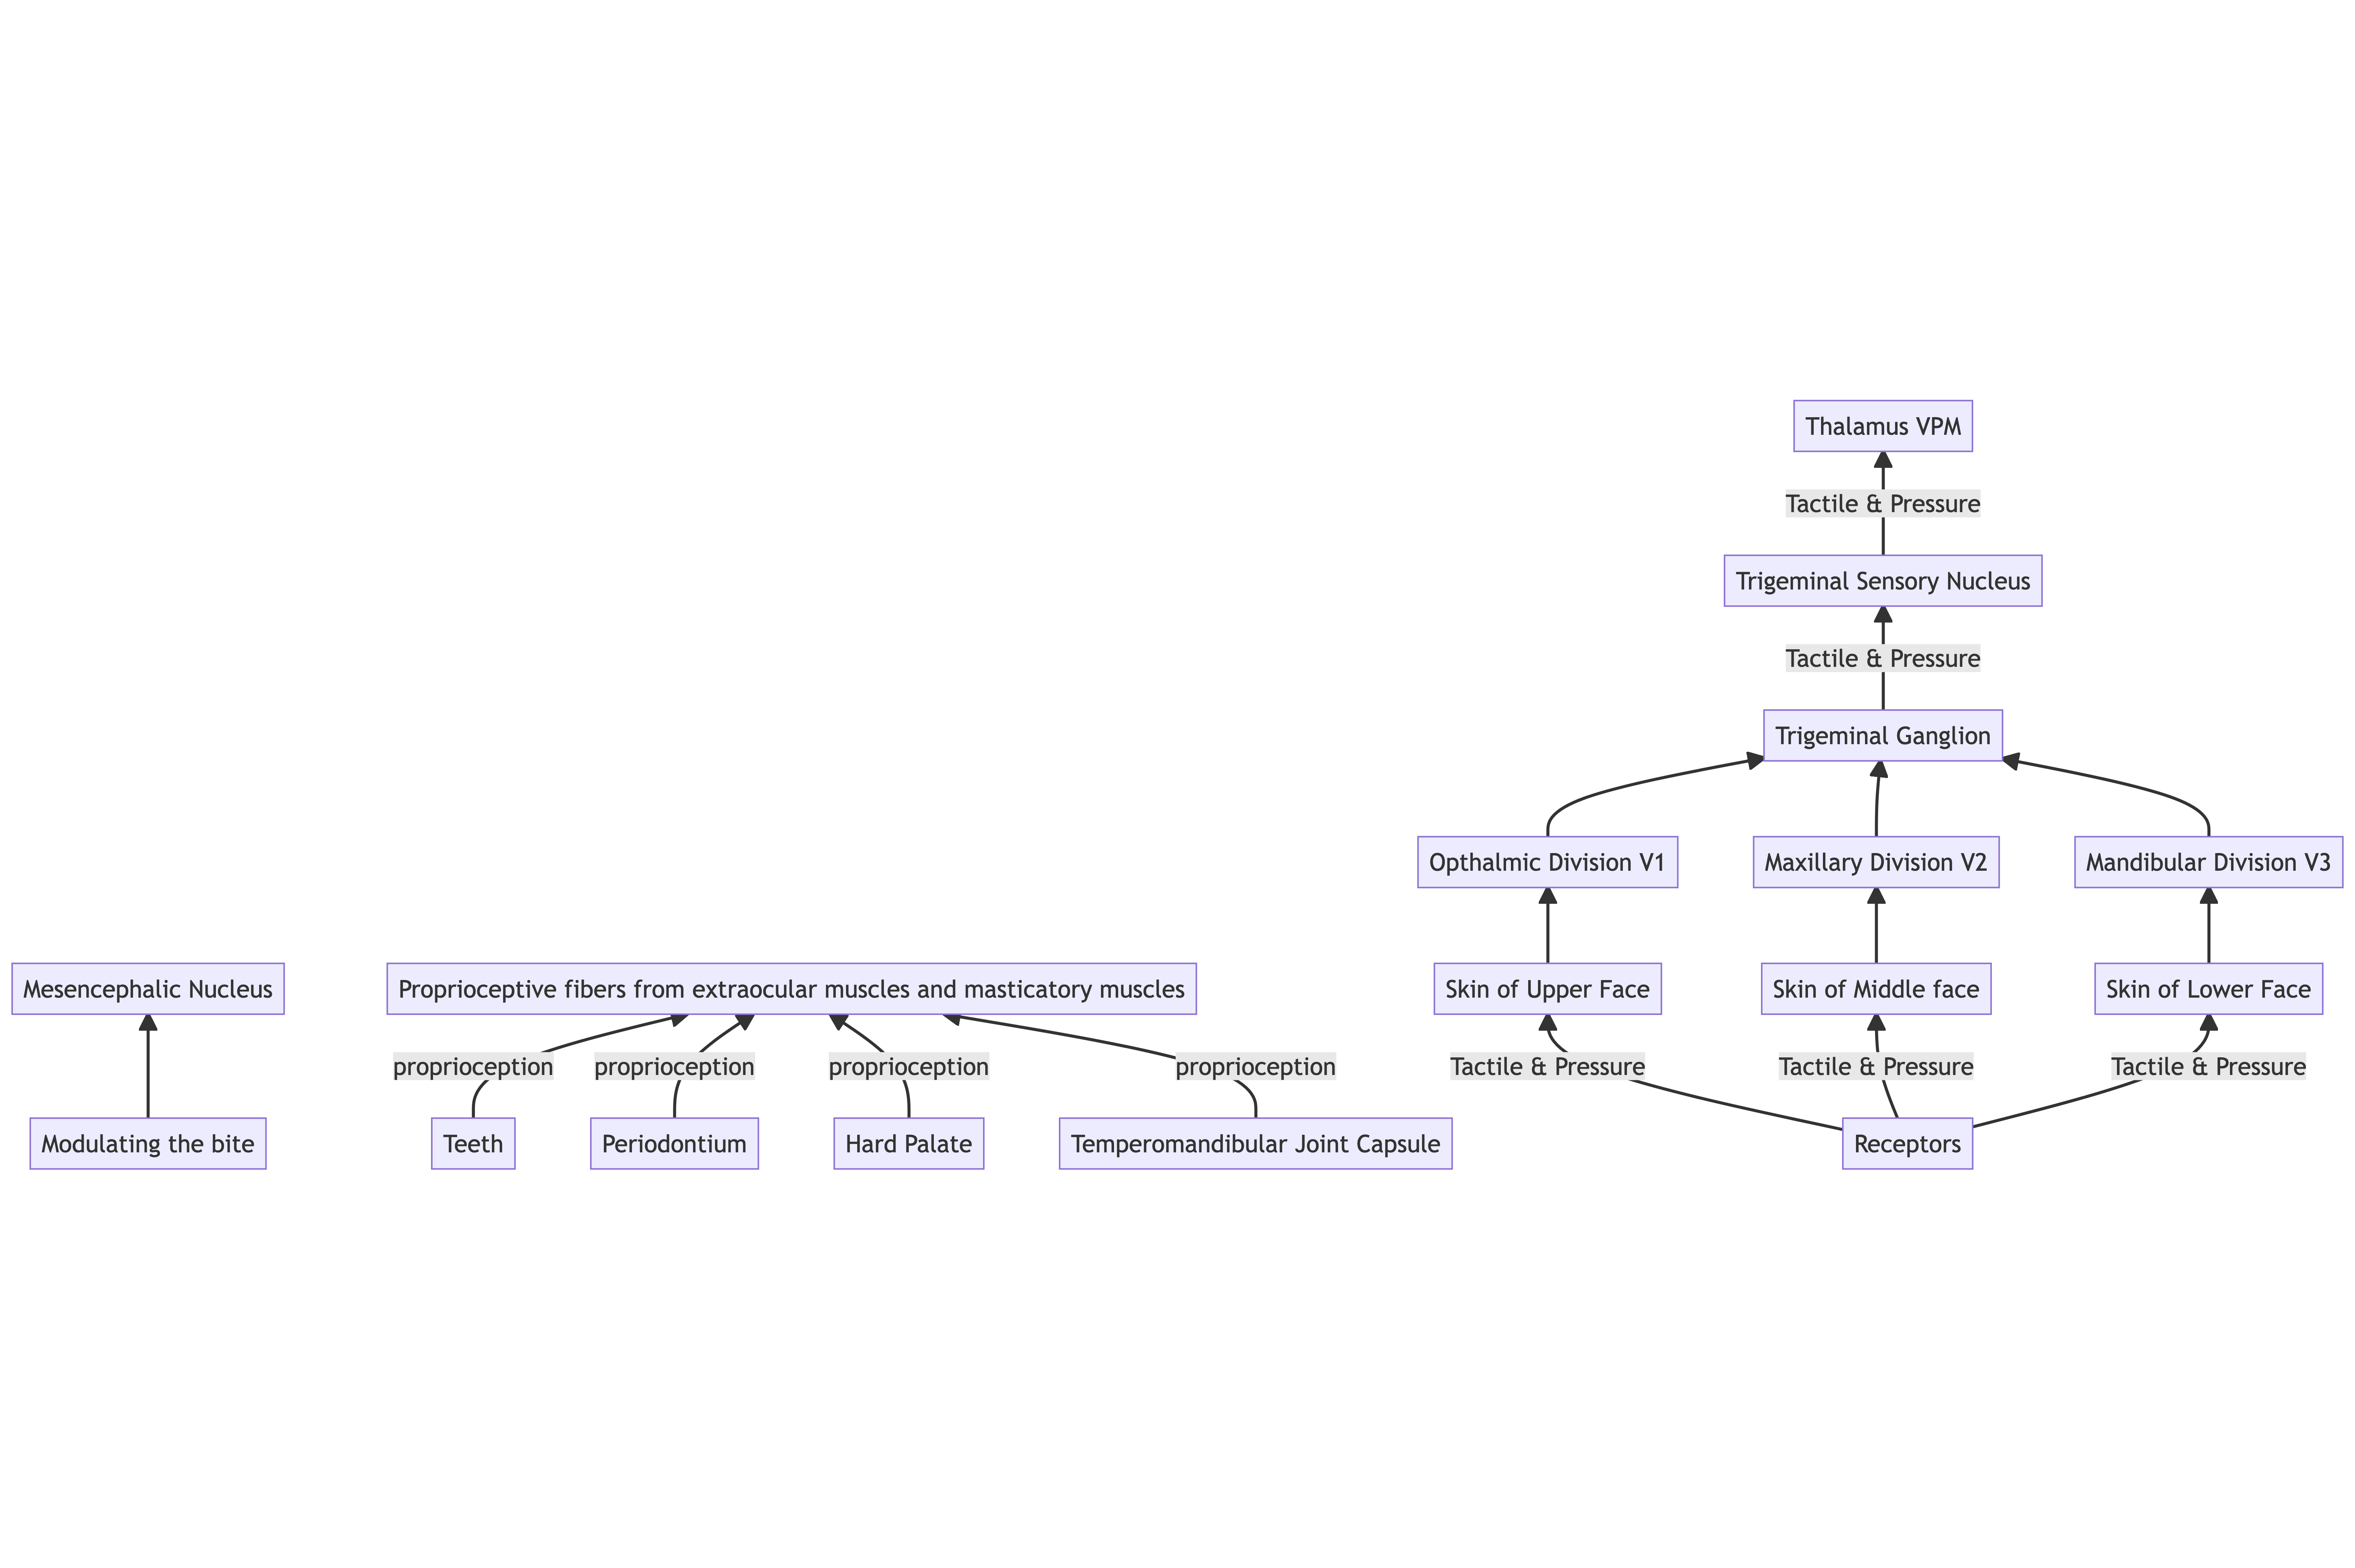 Thalamus VPM
Tactile & Pressure
Trigeminal Sensory Nucleus
Tactile & Pressure
Trigeminal Ganglion
Opthalmic Division V1
Maxillary Division V2
Mandibular Division V3
Mesencephalic Nucleus
Proprioceptive fibers from extraocular muscles and masticatory muscles
Skin of Upper Face
Skin of Middle face
Skin of Lower Face
proprioception
proprioception
proprioception
proprioception
Tactile & Pressure
Tactile & Pressure
Tactile & Pressure
Modulating the bite
Teeth
Periodontium
Hard Palate
Temperomandibular Joint Capsule
Receptors